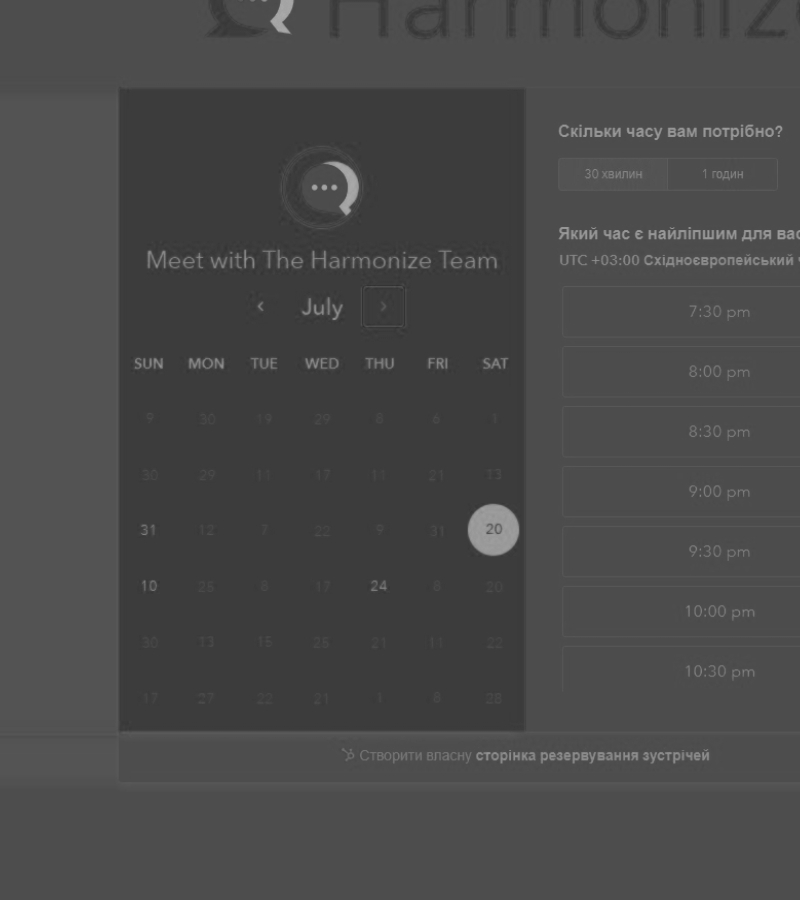 Harmoniz
Meet with The Harmonize Team
July
SUN MON TUE WED THU FRI SAT
9 30 19 29 8 6 1
30 29 11 17 11 21 13
31 12 7 22 9 31 20
10 25 8 17 24 8 20
30 13 15 25 21 11 22
17 27 22 21 1 8 28
Скільки часу вам потрібно?
30 хвилин 1 годин
Який час є найліпшим для вас
UTC +03:00 Східноєвропейський
7:30 pm
8:00 pm
8:30 pm
9:00 pm
9:30 pm
10:00 pm
10:30 pm
Створити власну сторінка резервування зустрічей